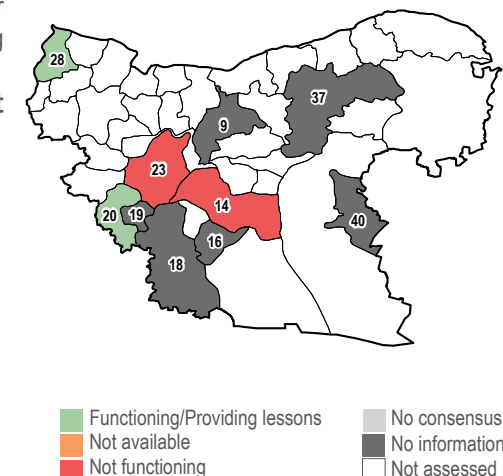 r
g
t
28
37
9
23
14
20
19
40
16
18
Functioning/Providing lessons
Not available
Not functioning
No consensus
No information
Not assessed